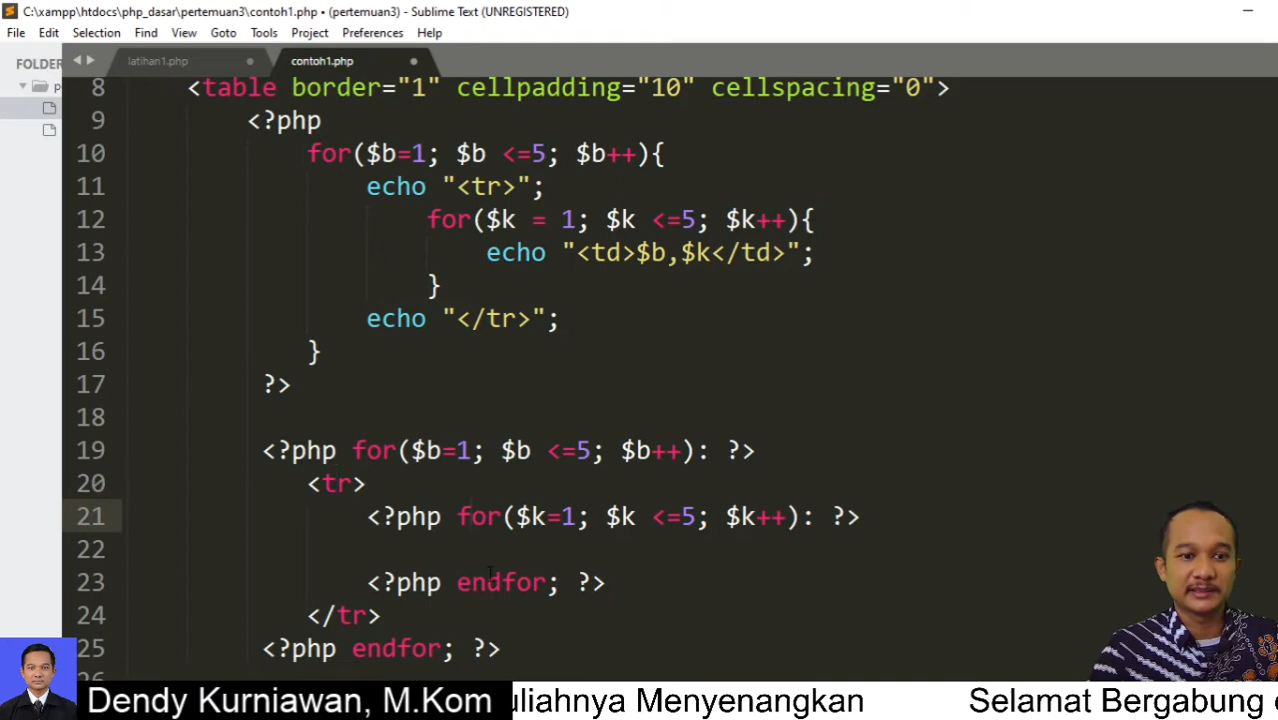 C:\xampp\htdocs\php_dasar\pertemuan3\contoh1.php • (pertemuan3) - Sublime Text (UNREGISTERED)
File Edit Selection Find View Goto Tools Project Preferences Help
FOLDER latihan1.php contoh1.php
p
8 <table border="1" cellpadding="10" cellspacing="0">
9 <?php
10 for($b=1; $b <=5; $b++){
11 echo "<tr>";
12 for($k = 1; $k <=5; $k++){
13 echo "<td>$b,$k</td>";
14 }
15 echo "</tr>";
16 }
17 ?>
18
19 <?php for($b=1; $b <=5; $b++): ?>
20 <tr>
21 <?php for($k=1; $k <=5; $k++): ?>
22
23 <?php endfor; ?>
24 </tr>
25 <?php endfor; ?>
Dendy Kurniawan, M.Kom uliahnya Menyenangkan Selamat Bergabung